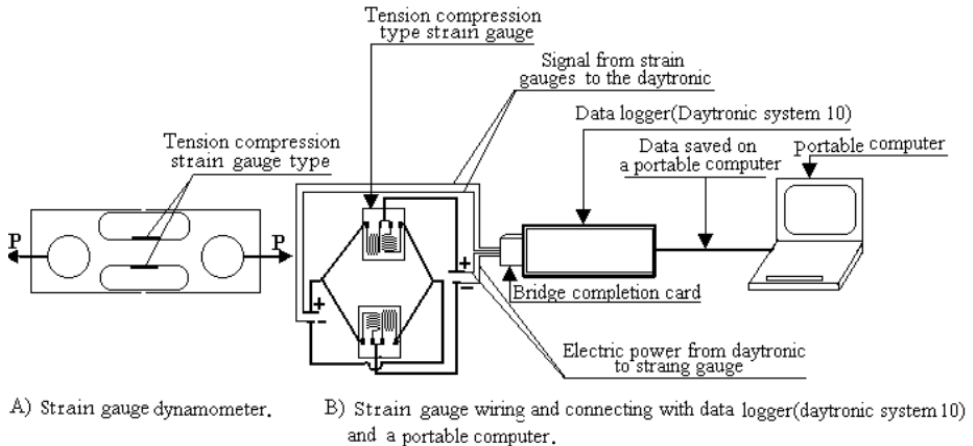 Tension compression
type strain gauge
Signal from strain
gauges to the daytronic
Data logger(Daytronic system 10)
Tension compression
strain gauge type
Data saved on
a portable computer
Portable computer
P
P
+
−
+
−
Bridge completion card
Electric power from daytronic
to straing gauge
A) Strain gauge dynamometer.
B) Strain gauge wiring and connecting with data logger(daytronic system 10)
and a portable computer.